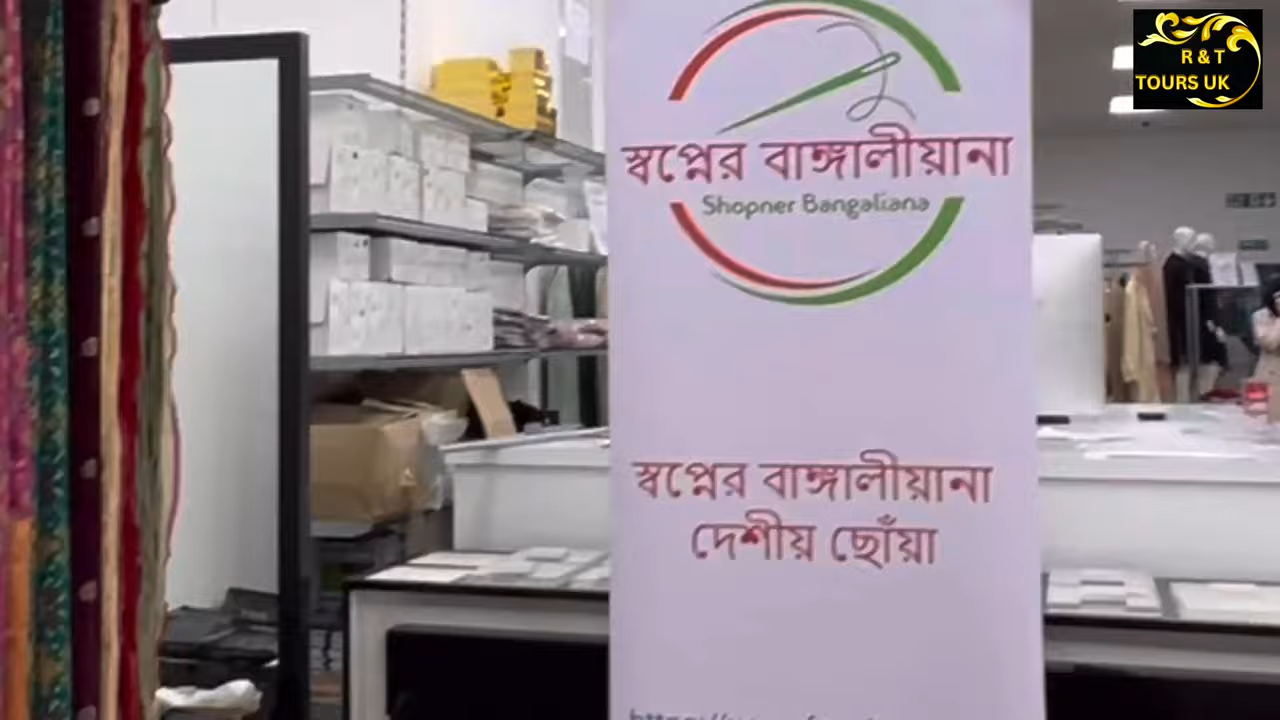 R & T
TOURS UK
স্বপ্নের বাঙ্গালীয়ানা
Shopner Bangaliana
স্বপ্নের বাঙ্গালীয়ানা
দেশীয় ছোঁয়া